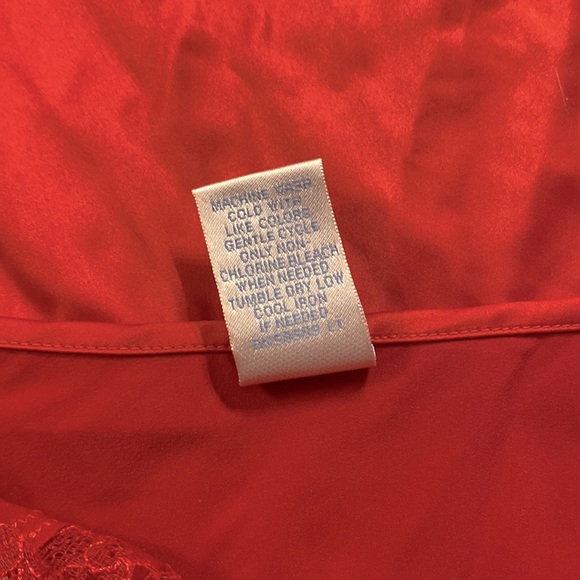 MACHINE WASH
COLD WITH
LIKE COLORS
GENTLE CYCLE
ONLY NON-
CHLORINE BLEACH
WHEN NEEDED
TUMBLE DRY LOW
COOL IRON
IF NEEDED
LT